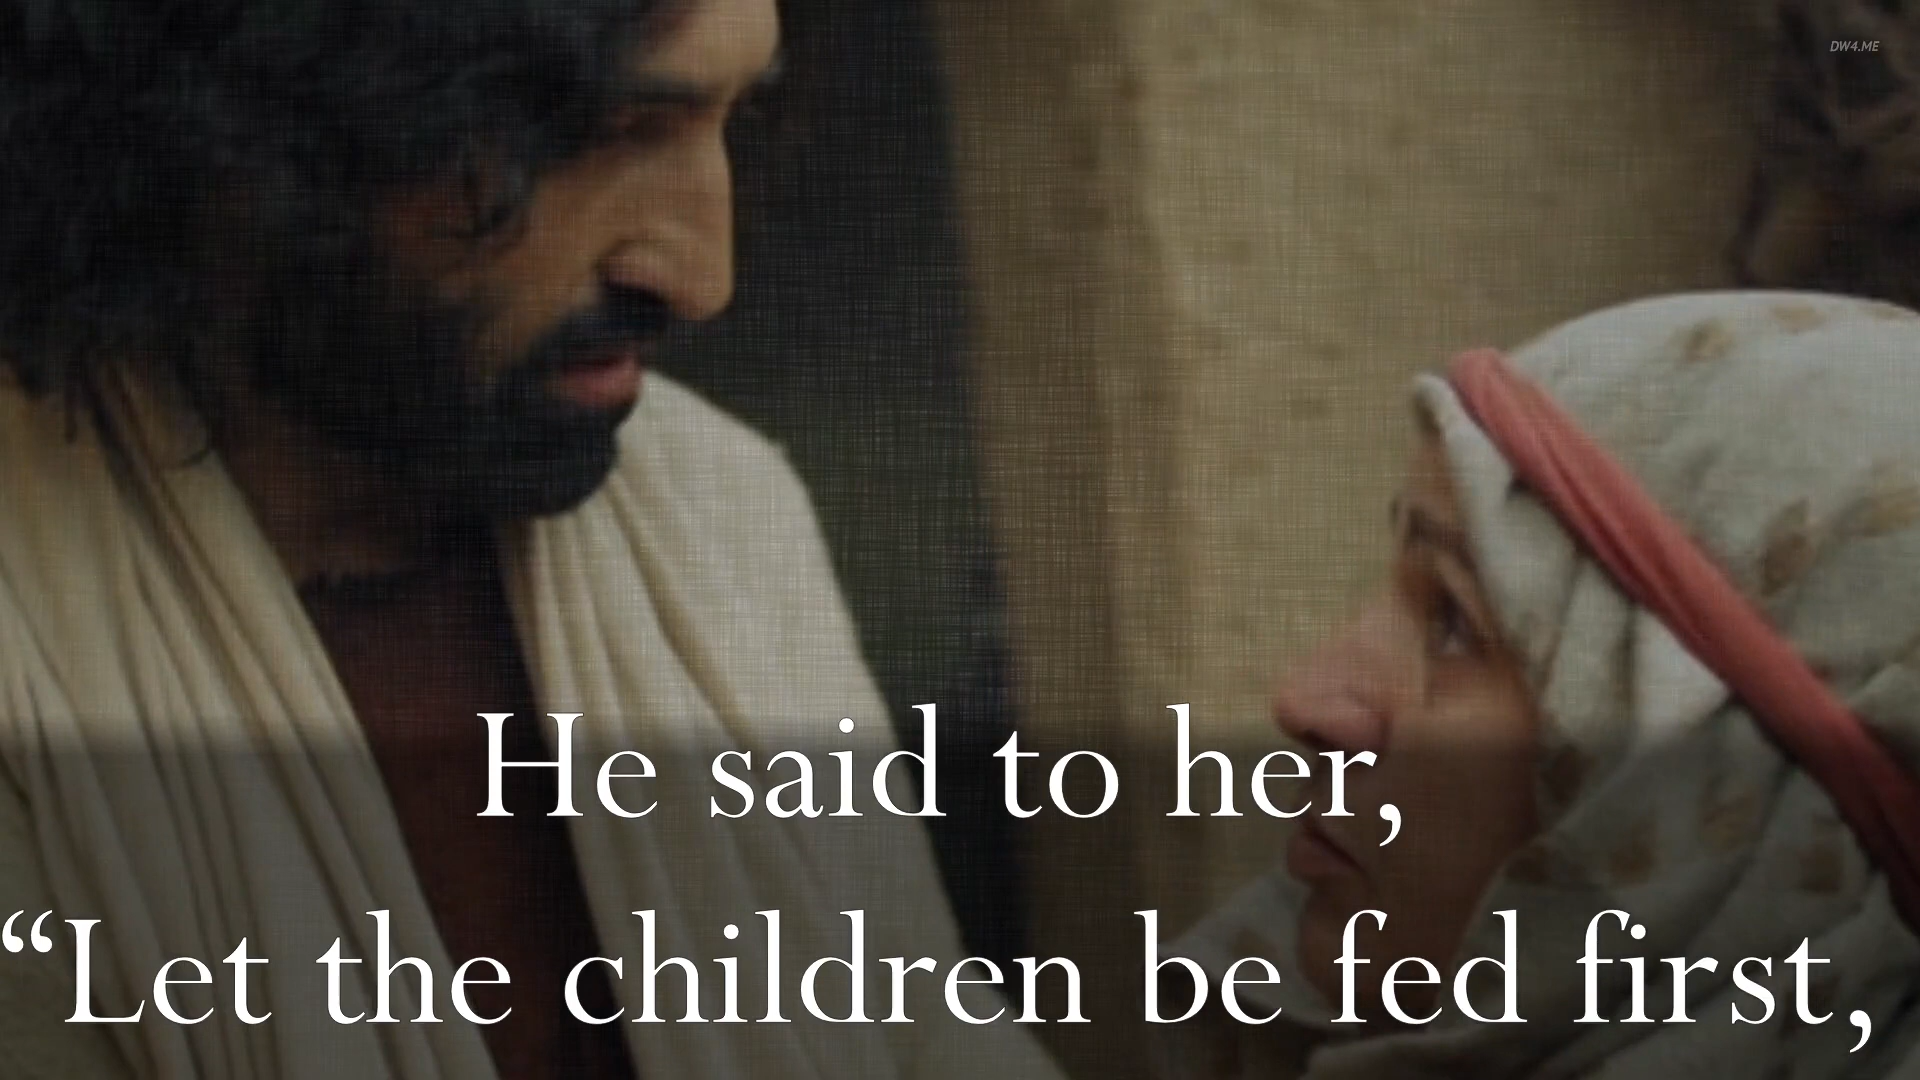 DW4.ME
He said to her,
“Let the children be fed first,